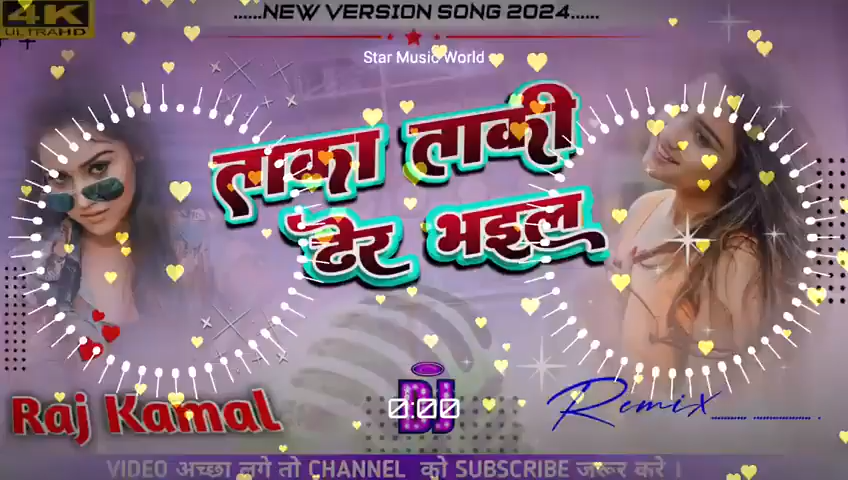 4K
ULTRAHD
......NEW VERSION SONG 2024......
Star Music World
ताका ताकी
ढेर भइल
Raj Kamal
DJ
0:00
Remix
VIDEO अच्छा लगे तो CHANNEL को SUBSCRIBE जरूर करे ।